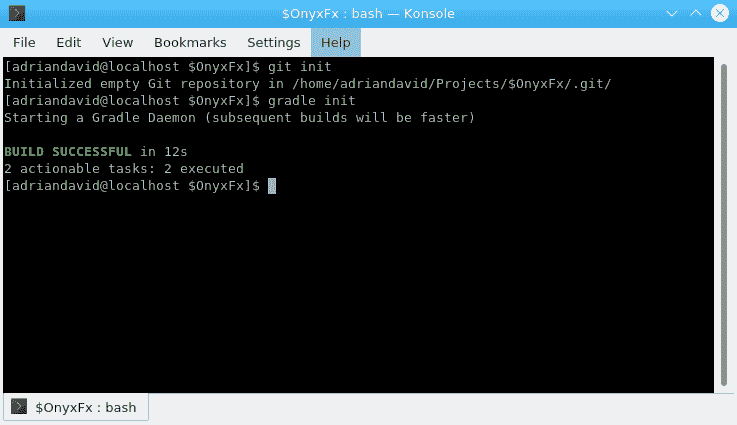 $OnyxFx : bash — Konsole
File Edit View Bookmarks Settings Help
[adriandavid@localhost $OnyxFx]$ git init
Initialized empty Git repository in /home/adriandavid/Projects/$OnyxFx/.git/
[adriandavid@localhost $OnyxFx]$ gradle init
Starting a Gradle Daemon (subsequent builds will be faster)
BUILD SUCCESSFUL in 12s
2 actionable tasks: 2 executed
[adriandavid@localhost $OnyxFx]$
$OnyxFx : bash